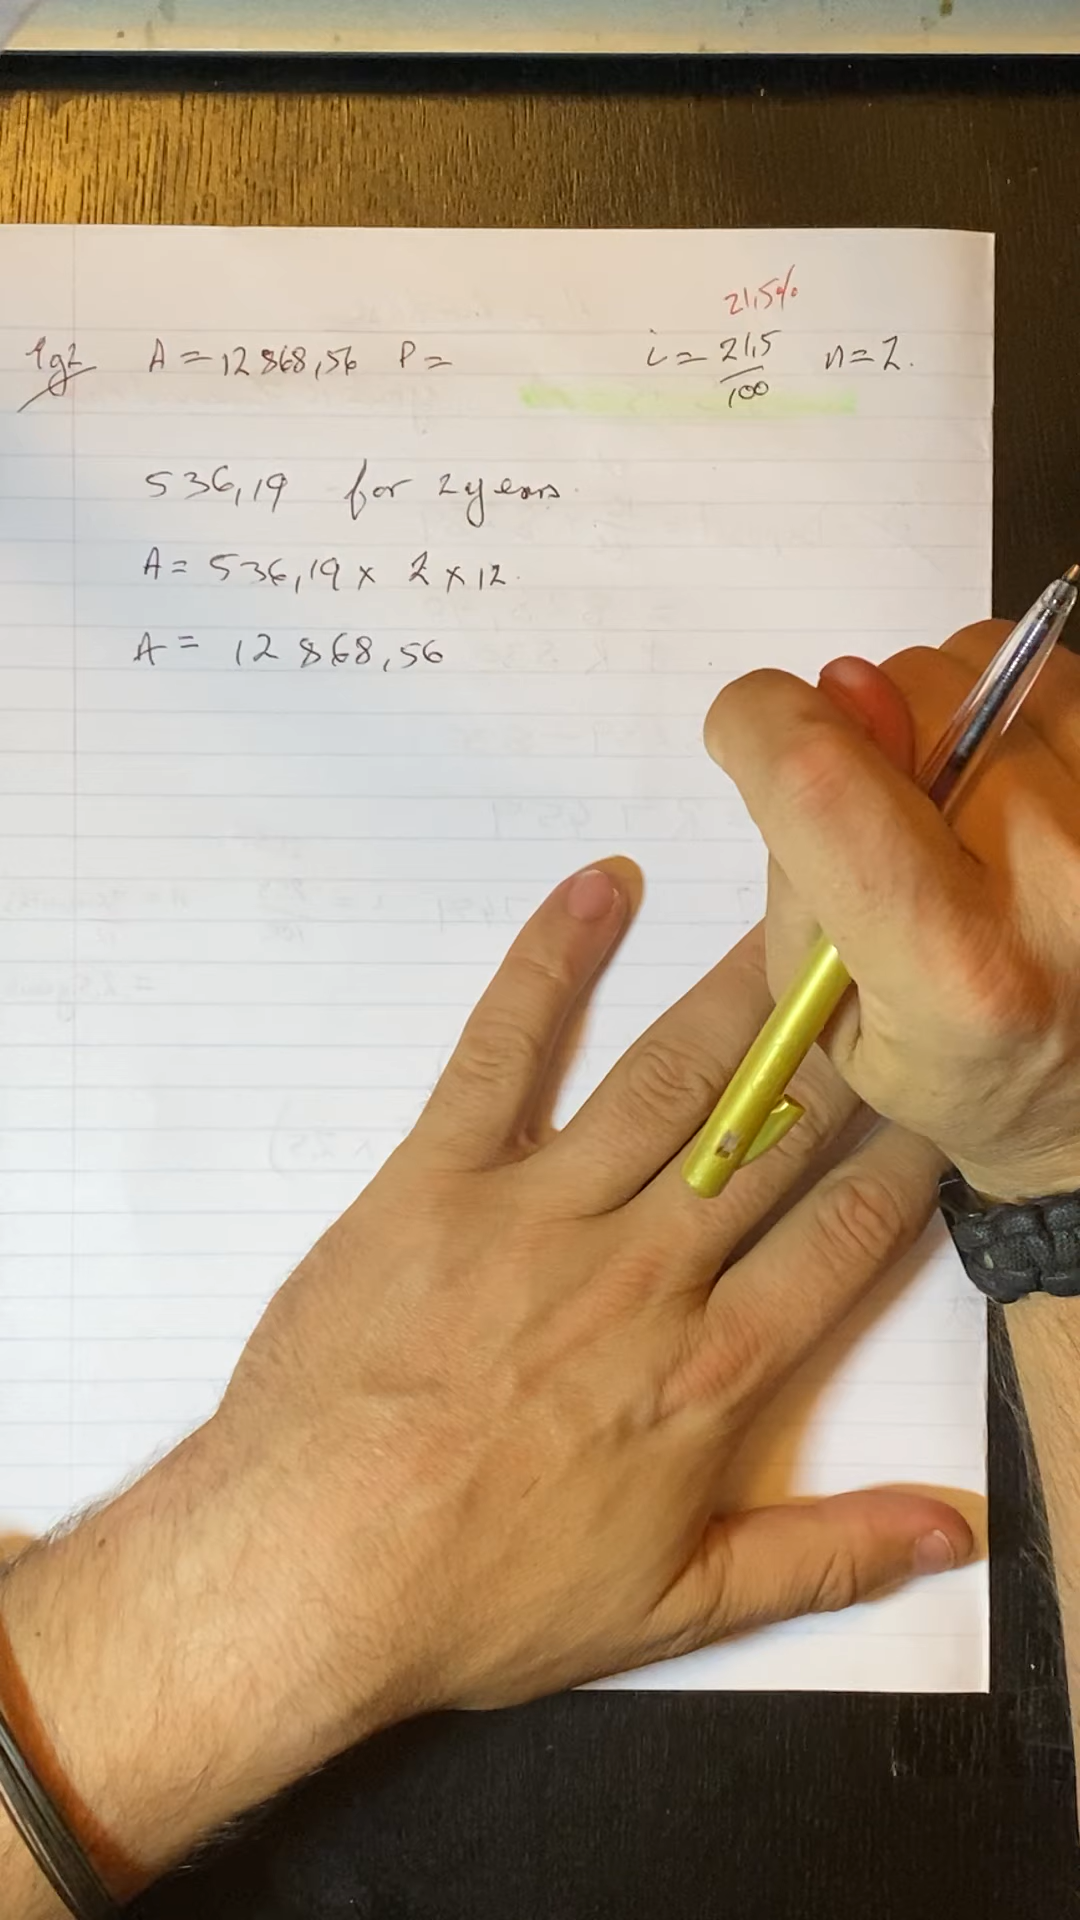 21,5%
A = 12 868,56 P = i = 21,5/100 n = 2.
536,19 for 2 years.
A = 536,19 x 2 x 12.
A = 12 868,56